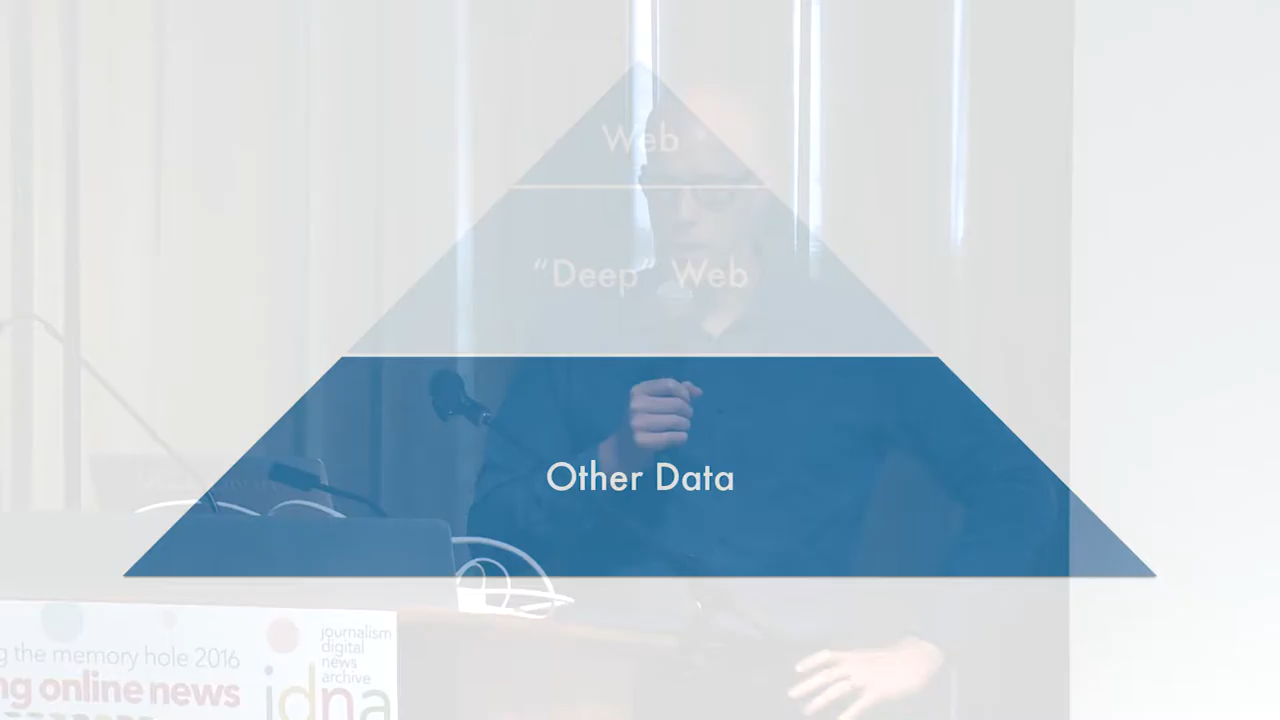 Web
“Deep” Web
Other Data
g the memory hole 2016
ng online news
journalism
digital
news
archive
jdna